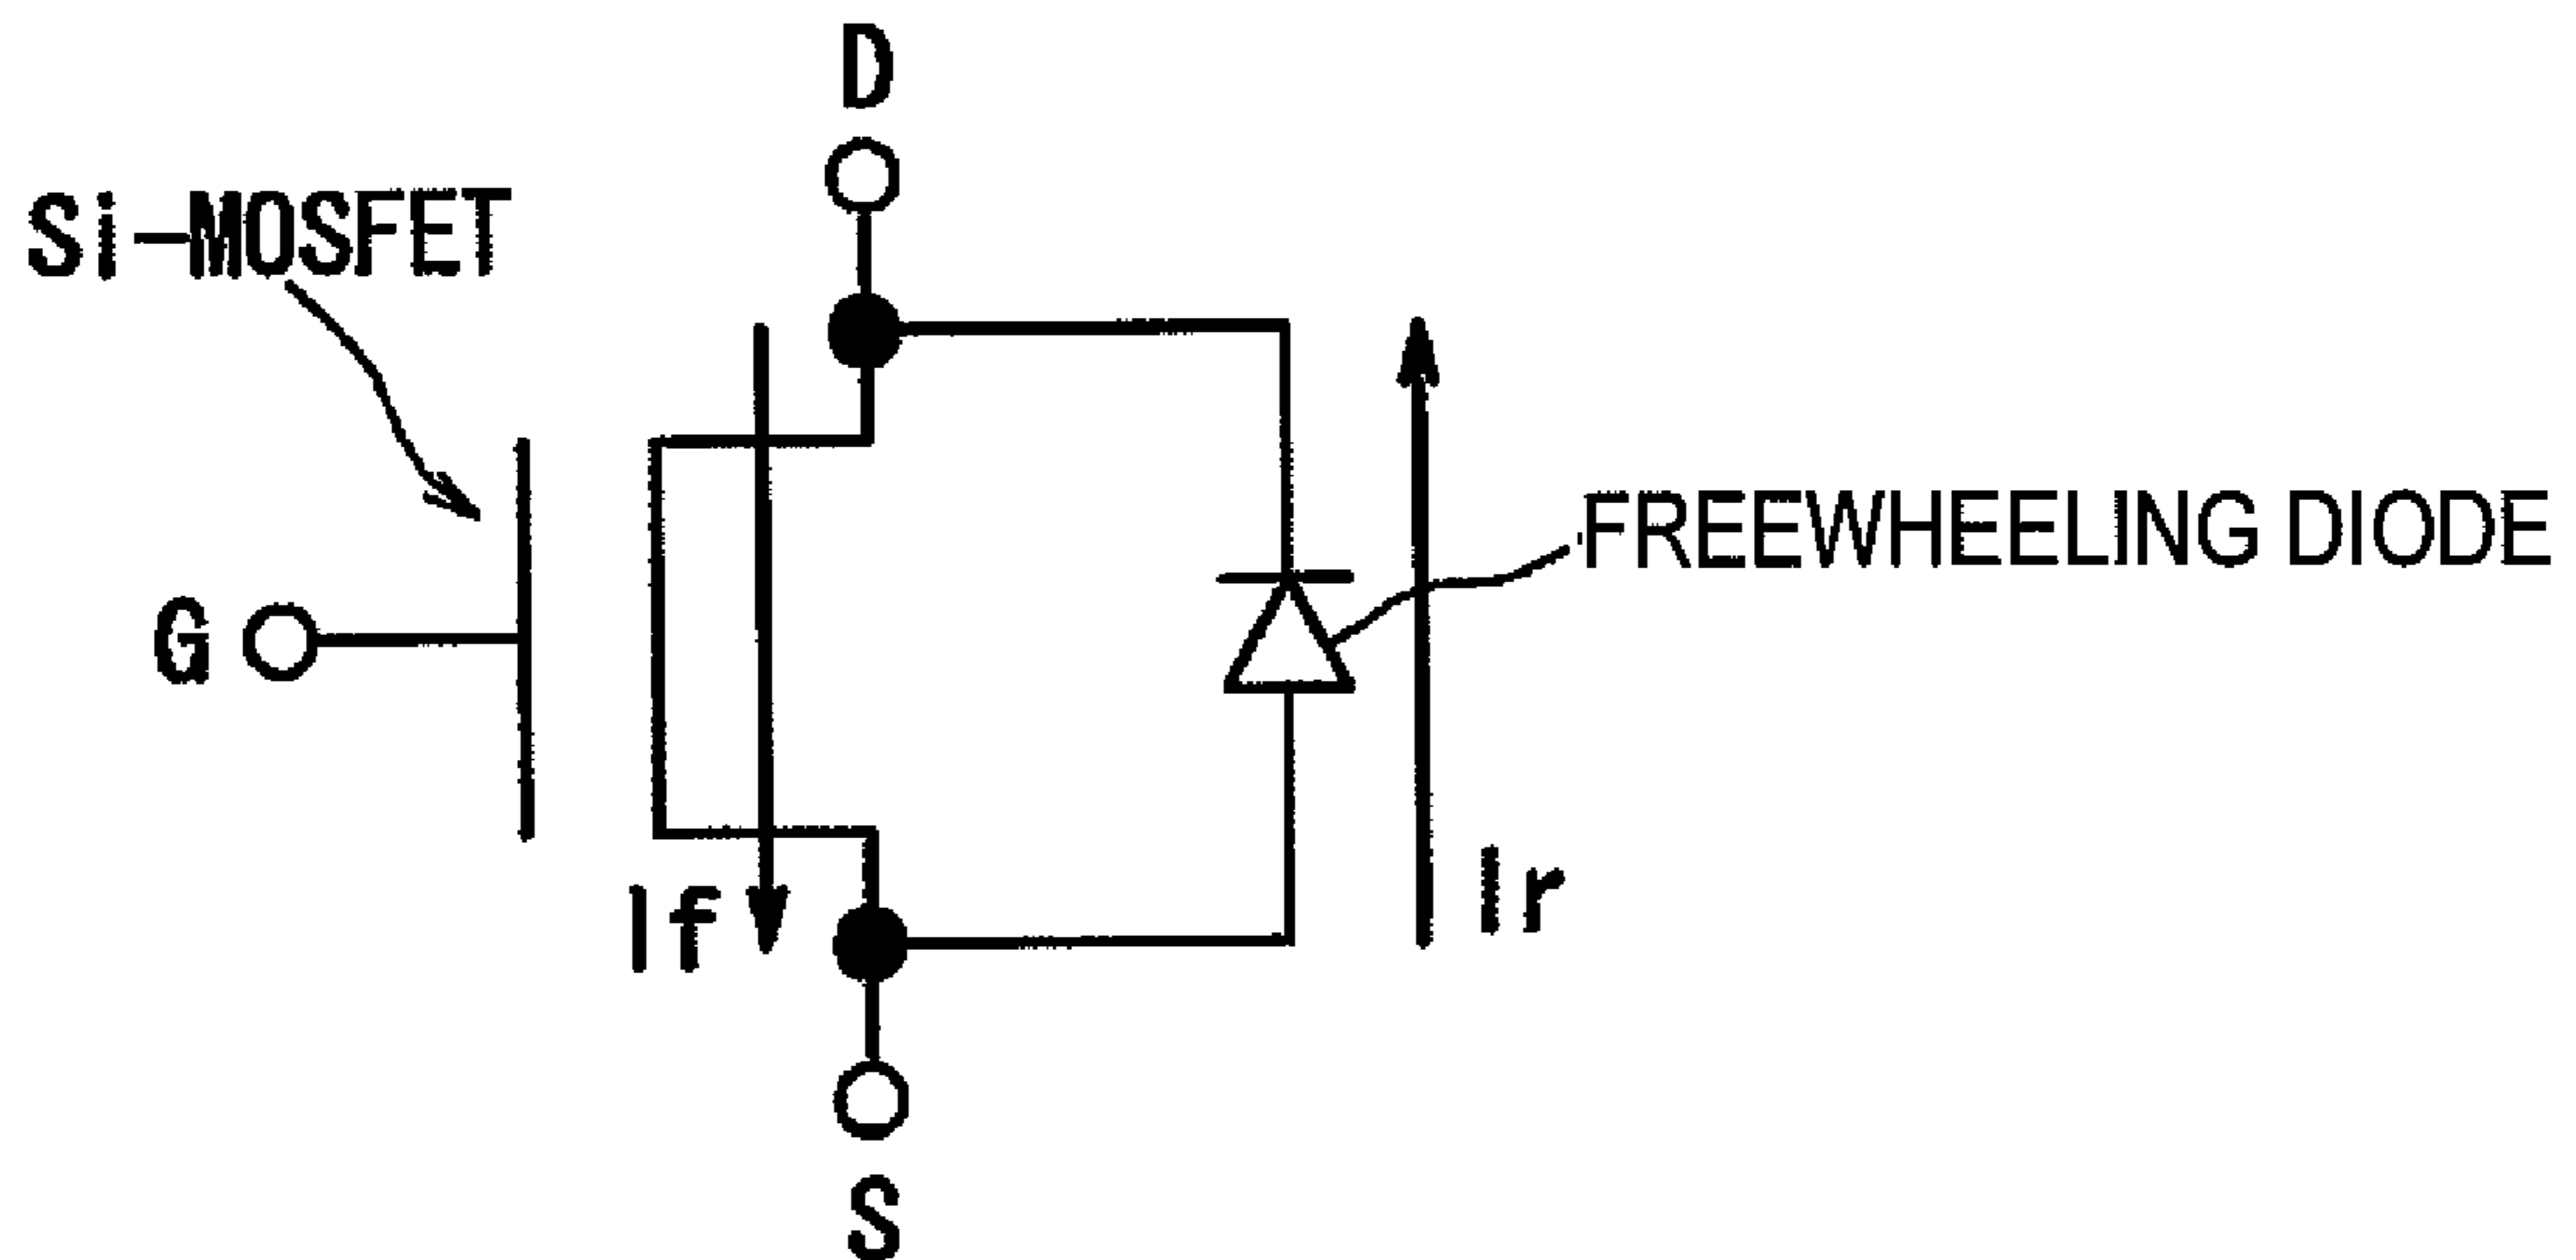 D
Si-MOSFET
FREEWHEELING DIODE
G
If
Ir
S